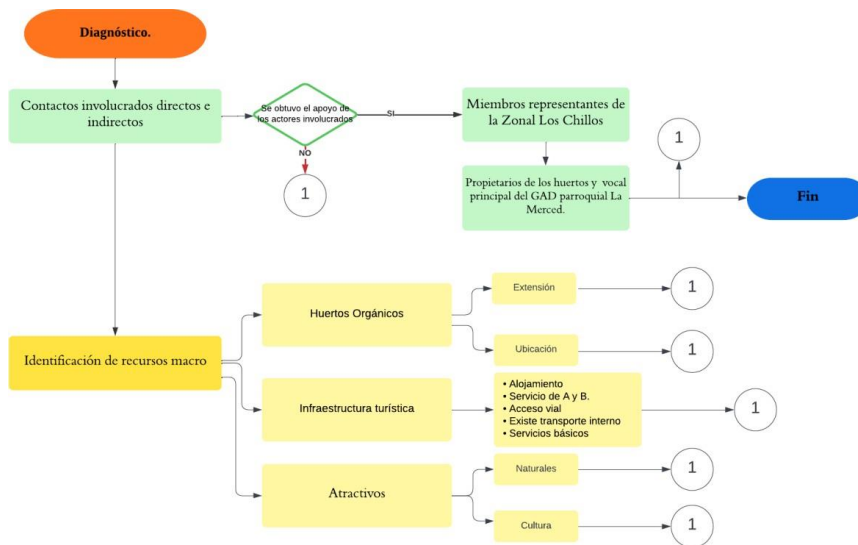 Diagnóstico.
Contactos involucrados directos e
indirectos
Se obtuvo el apoyo de
los actores involucrados
SI
NO
1
Miembros representantes de
la Zonal Los Chillos
1
Propietarios de los huertos y vocal
principal del GAD parroquial La
Merced.
Fin
Identificación de recursos macro
Huertos Orgánicos
Extensión
1
Ubicación
1
Infraestructura turística
• Alojamiento
• Servicio de A y B.
• Acceso vial
• Existe transporte interno
• Servicios básicos
1
Atractivos
Naturales
1
Cultura
1